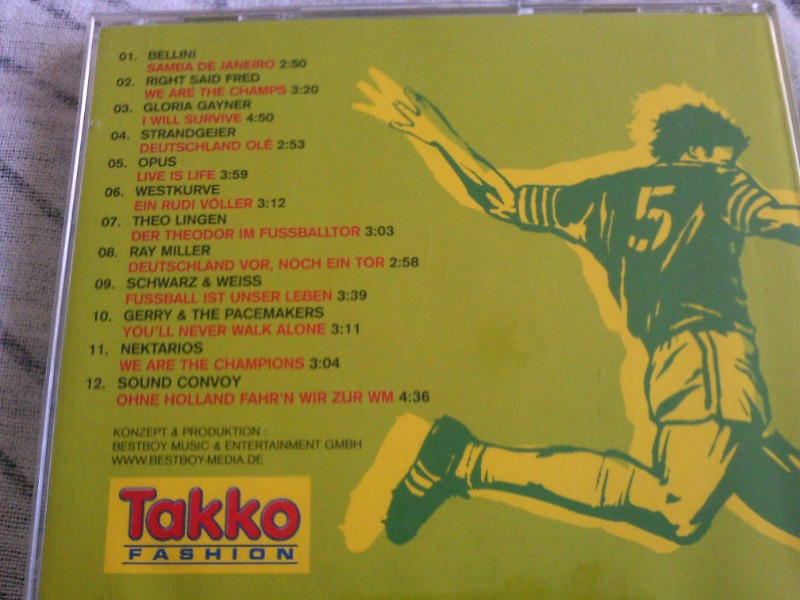 01. BELLINI
SAMBA DE JANEIRO 2:50
02. RIGHT SAID FRED
WE ARE THE CHAMPS 3:20
03. GLORIA GAYNER
I WILL SURVIVE 4:50
04. STRANDGEIER
DEUTSCHLAND OLÉ 2:53
05. OPUS
LIVE IS LIFE 3:59
06. WESTKURVE
EIN RUDI VÖLLER 3:12
07. THEO LINGEN
DER THEODOR IM FUSSBALLTOR 3:03
08. RAY MILLER
DEUTSCHLAND VOR, NOCH EIN TOR 2:58
09. SCHWARZ & WEISS
FUSSBALL IST UNSER LEBEN 3:39
10. GERRY & THE PACEMAKERS
YOU'LL NEVER WALK ALONE 3:11
11. NEKTARIOS
WE ARE THE CHAMPIONS 3:04
12. SOUND CONVOY
OHNE HOLLAND FAHR'N WIR ZUR WM 4:36
KONZEPT & PRODUKTION :
BESTBOY MUSIC & ENTERTAINMENT GMBH
WWW.BESTBOY-MEDIA.DE
Takko
FASHION
5